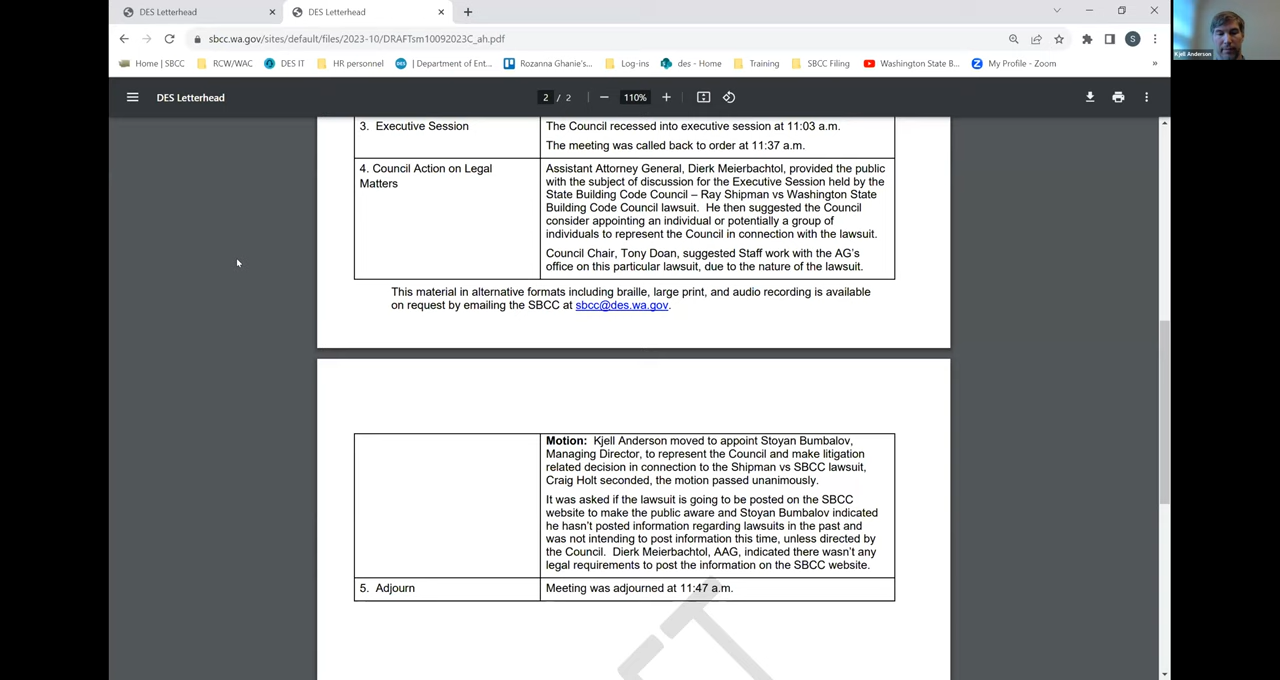 DES Letterhead
DES Letterhead
sbcc.wa.gov/sites/default/files/2023-10/DRAFTsm10092023C_ah.pdf
S
Home | SBCC
RCW/WAC
DES IT
HR personnel
| Department of Ent...
Rozanna Ghanie's...
Log-ins
des - Home
Training
SBCC Filing
Washington State B...
My Profile - Zoom
»
Kjell Anderson
DES Letterhead
2 / 2
110%
3. Executive Session
The Council recessed into executive session at 11:03 a.m.
The meeting was called back to order at 11:37 a.m.
4. Council Action on Legal
Matters
Assistant Attorney General, Dierk Meierbachtol, provided the public
with the subject of discussion for the Executive Session held by the
State Building Code Council – Ray Shipman vs Washington State
Building Code Council lawsuit. He then suggested the Council
consider appointing an individual or potentially a group of
individuals to represent the Council in connection with the lawsuit.
Council Chair, Tony Doan, suggested Staff work with the AG's
office on this particular lawsuit, due to the nature of the lawsuit.
This material in alternative formats including braille, large print, and audio recording is available
on request by emailing the SBCC at sbcc@des.wa.gov.
Motion: Kjell Anderson moved to appoint Stoyan Bumbalov,
Managing Director, to represent the Council and make litigation
related decision in connection to the Shipman vs SBCC lawsuit,
Craig Holt seconded, the motion passed unanimously.
It was asked if the lawsuit is going to be posted on the SBCC
website to make the public aware and Stoyan Bumbalov indicated
he hasn't posted information regarding lawsuits in the past and
was not intending to post information this time, unless directed by
the Council. Dierk Meierbachtol, AAG, indicated there wasn't any
legal requirements to post the information on the SBCC website.
5. Adjourn
Meeting was adjourned at 11:47 a.m.